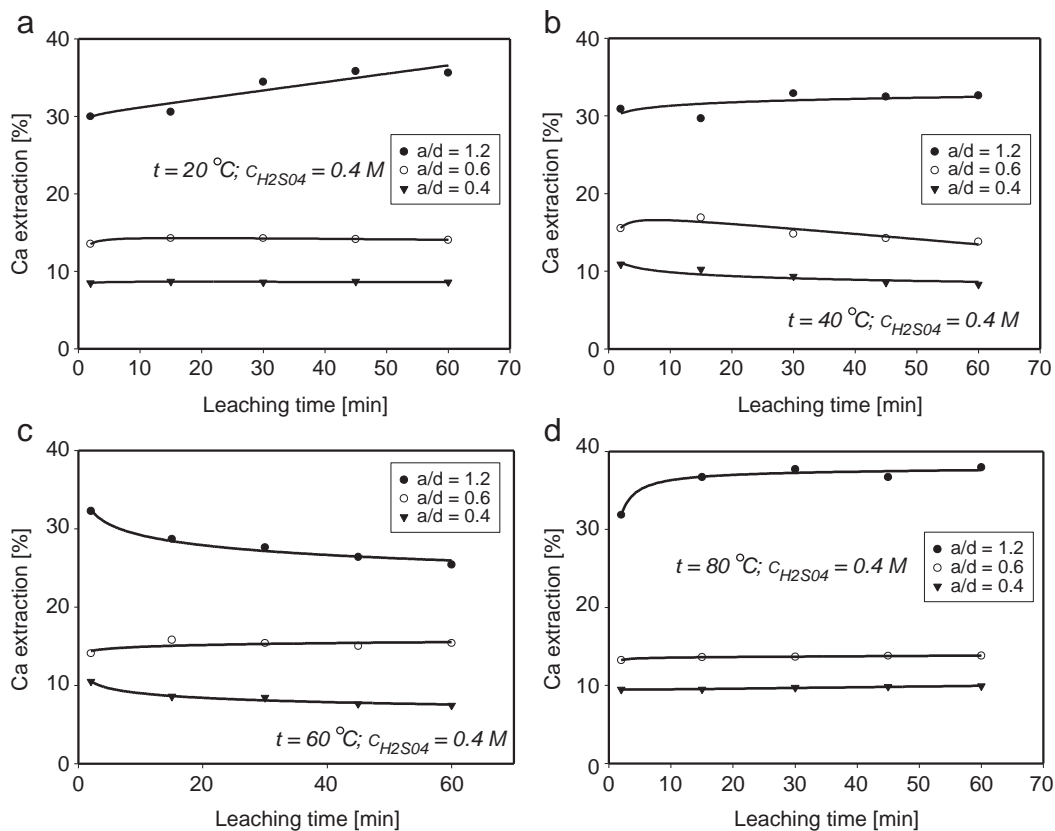 a
40
30
20
10
0
Ca extraction [%]
t = 20 °C; cH2S04 = 0.4 M
a/d = 1.2
a/d = 0.6
a/d = 0.4
0 10 20 30 40 50 60 70
Leaching time [min]
b
40
30
20
10
0
Ca extraction [%]
a/d = 1.2
a/d = 0.6
a/d = 0.4
t = 40 °C; cH2S04 = 0.4 M
0 10 20 30 40 50 60 70
Leaching time [min]
c
40
30
20
10
0
Ca extraction [%]
a/d = 1.2
a/d = 0.6
a/d = 0.4
t = 60 °C; cH2S04 = 0.4 M
0 20 40 60
Leaching time [min]
d
40
30
20
10
0
Ca extraction [%]
t = 80 °C; cH2S04 = 0.4 M
a/d = 1.2
a/d = 0.6
a/d = 0.4
0 10 20 30 40 50 60 70
Leaching time [min]